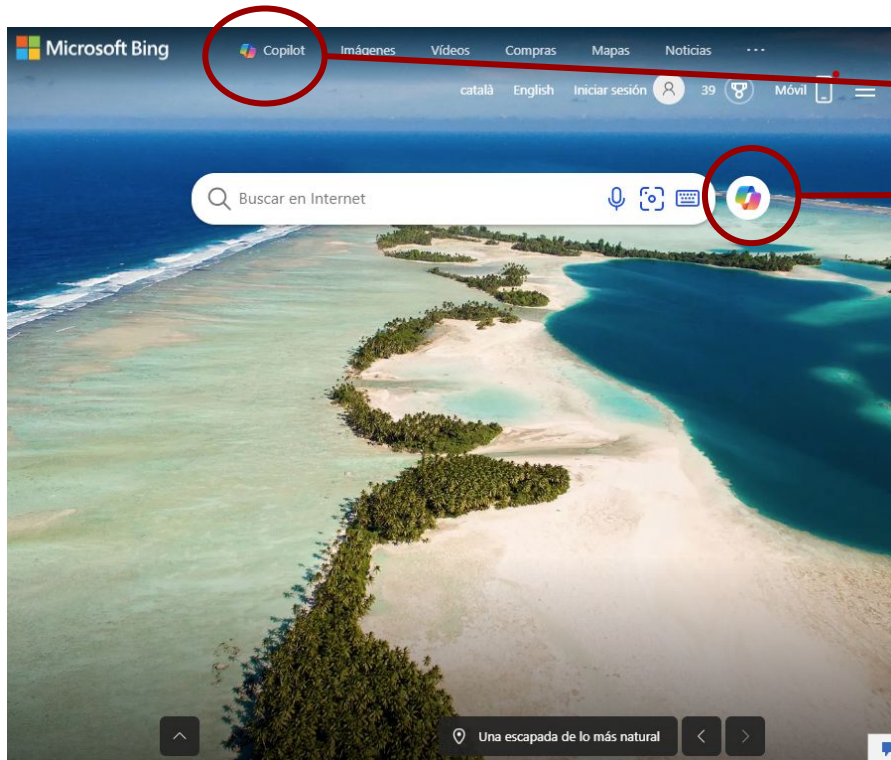 Microsoft Bing Copilot Imágenes Vídeos Compras Mapas Noticias ...
català English Iniciar sesión 39 Móvil
Buscar en Internet
Una escapada de lo más natural